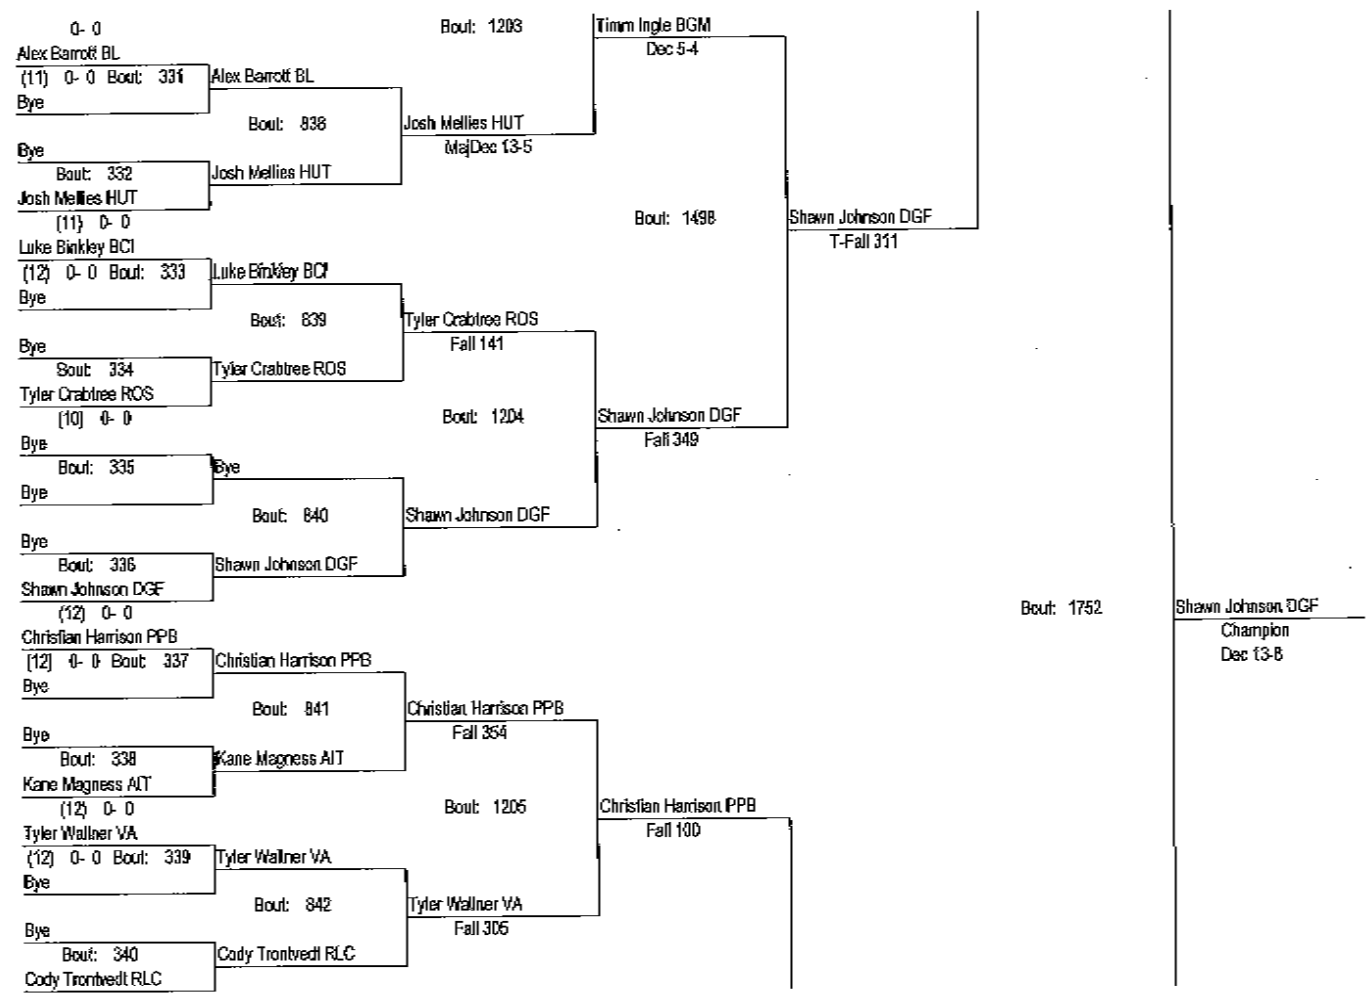 0- 0
Bout: 1203
Timm Ingle BGM
Dec 5-4
Alex Barrott BL
(11) 0- 0 Bout: 331
Alex Barrott BL
Bye
Bout: 838
Josh Mellies HUT
MajDec 13-5
Bye
Bout: 332
Josh Mellies HUT
Josh Mellies HUT
(11) 0- 0
Bout: 1498
Shawn Johnson DGF
T-Fall 311
Luke Binkley BCI
(12) 0- 0 Bout: 333
Luke Binkley BCI
Bye
Bout: 839
Tyler Crabtree ROS
Fall 141
Bye
Bout: 334
Tyler Crabtree ROS
Tyler Crabtree ROS
(10) 0- 0
Bout: 1204
Shawn Johnson DGF
Fall 349
Bye
Bout: 335
Bye
Bye
Bout: 840
Shawn Johnson DGF
Bye
Bout: 336
Shawn Johnson DGF
Shawn Johnson DGF
(12) 0- 0
Bout: 1752
Shawn Johnson DGF
Champion
Christian Harrison PPB
(12) 0- 0 Bout: 337
Christian Harrison PPB
Bye
Bout: 841
Christian Harrison PPB
Fall 354
Bye
Bout: 338
Kane Magness AIT
Kane Magness AIT
(12) 0- 0
Bout: 1205
Christian Harrison PPB
Fall 100
Tyler Wallner VA
(12) 0- 0 Bout: 339
Tyler Wallner VA
Bye
Bout: 842
Tyler Wallner VA
Fall 305
Bye
Bout: 340
Cody Trontvedt RLC
Cody Trontvedt RLC